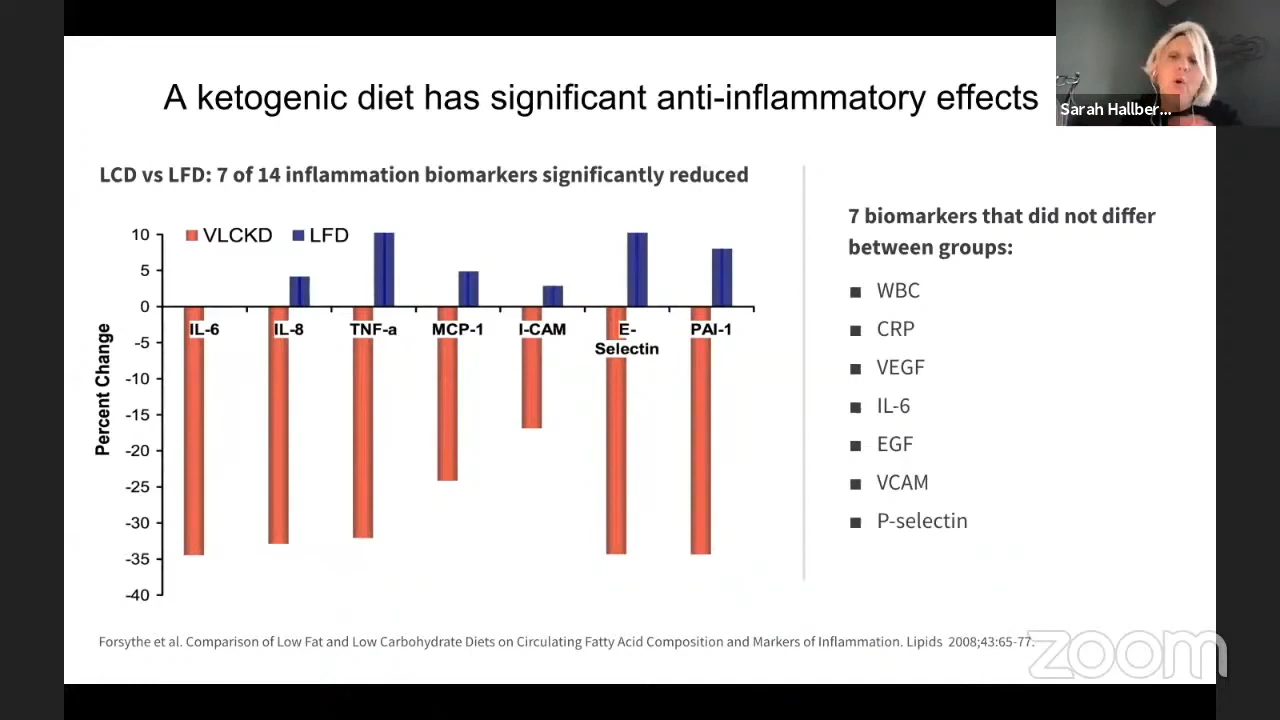 A ketogenic diet has significant anti-inflammatory effects
Sarah Hallber...
LCD vs LFD: 7 of 14 inflammation biomarkers significantly reduced
VLCKD LFD
10
5
0
-5
-10
-15
-20
-25
-30
-35
-40
Percent Change
IL-6 IL-8 TNF-a MCP-1 I-CAM E- PAI-1
Selectin
7 biomarkers that did not differ
between groups:
WBC
CRP
VEGF
IL-6
EGF
VCAM
P-selectin
Forsythe et al. Comparison of Low Fat and Low Carbohydrate Diets on Circulating Fatty Acid Composition and Markers of Inflammation. Lipids 2008;43:65-77.
zoom